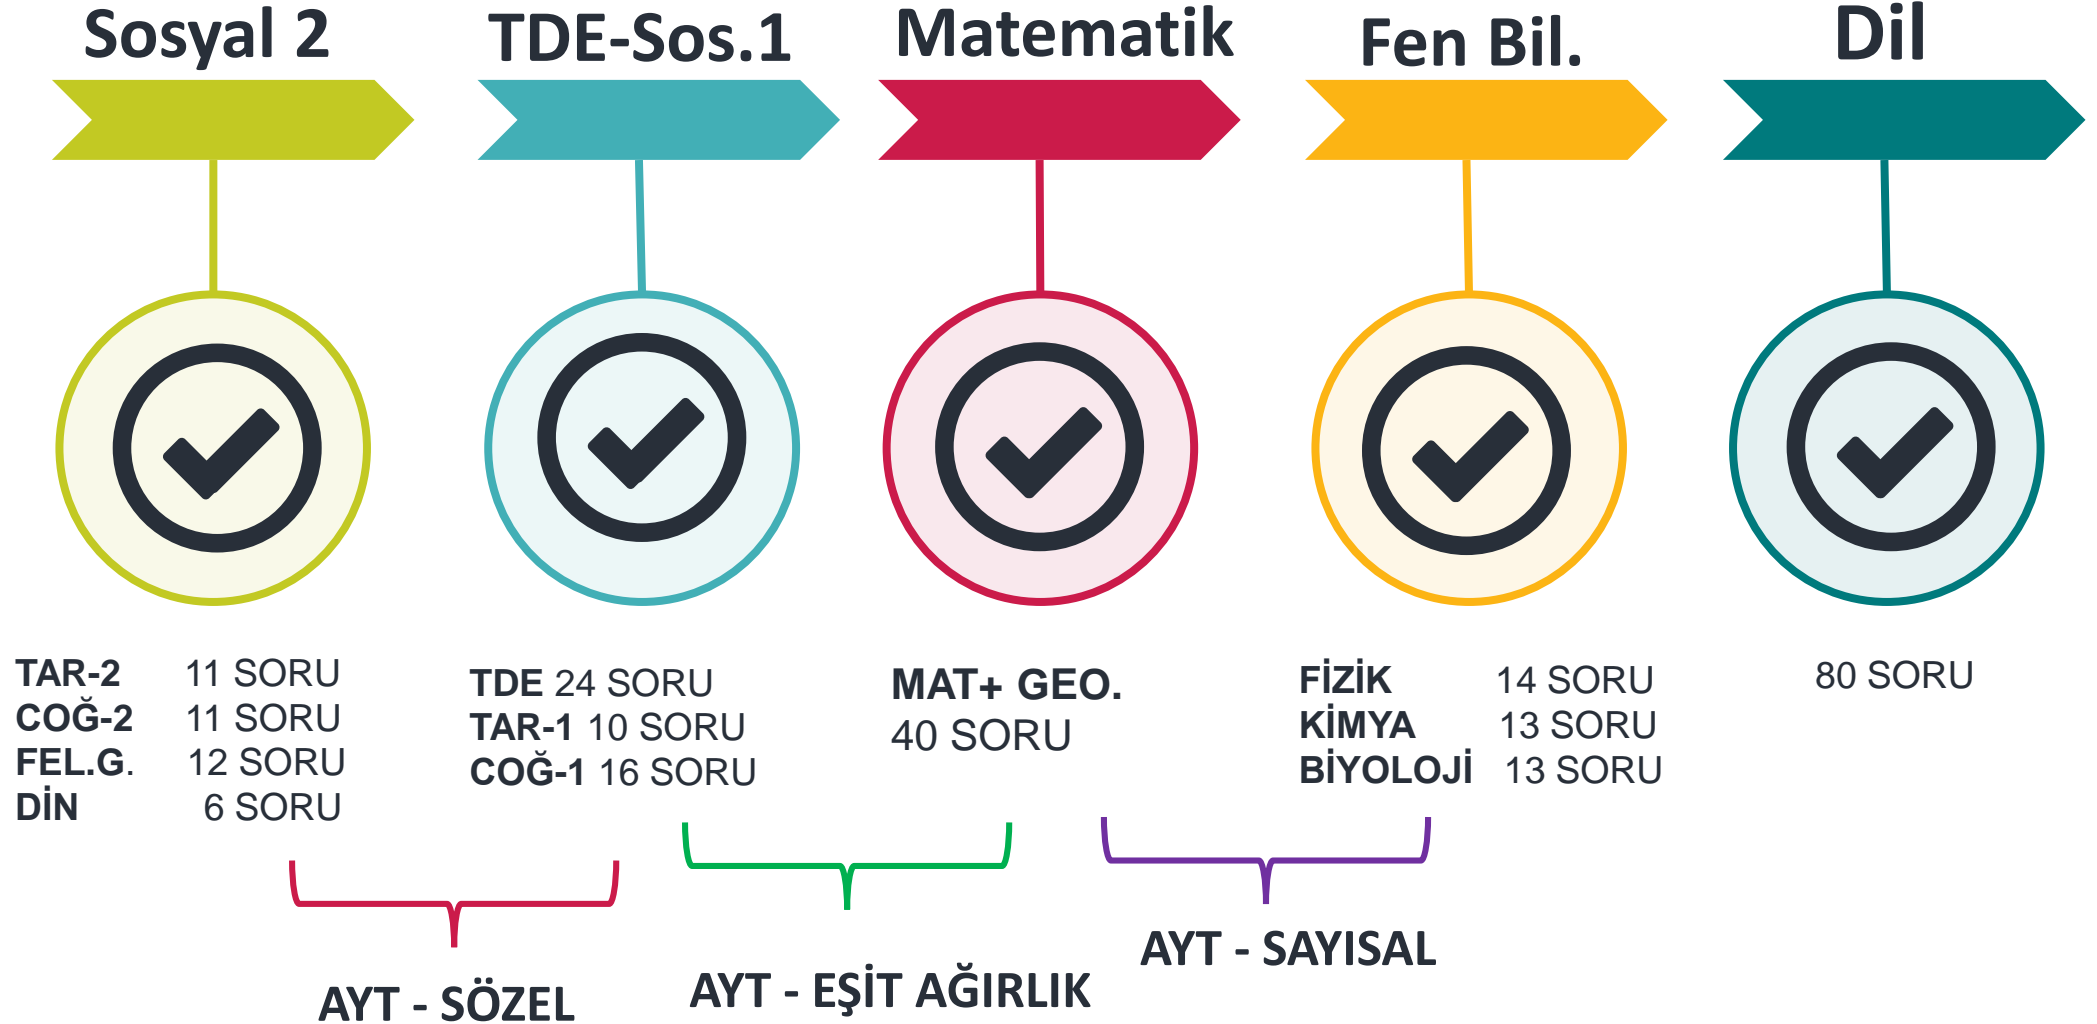 Sosyal 2
TDE-Sos.1
Matematik
Fen Bil.
Dil
TAR-2 11 SORU
COĞ-2 11 SORU
FEL.G. 12 SORU
DİN 6 SORU
TDE 24 SORU
TAR-1 10 SORU
COĞ-1 16 SORU
MAT+ GEO.
40 SORU
FİZİK 14 SORU
KİMYA 13 SORU
BİYOLOJİ 13 SORU
80 SORU
AYT - SÖZEL
AYT - EŞİT AĞIRLIK
AYT - SAYISAL